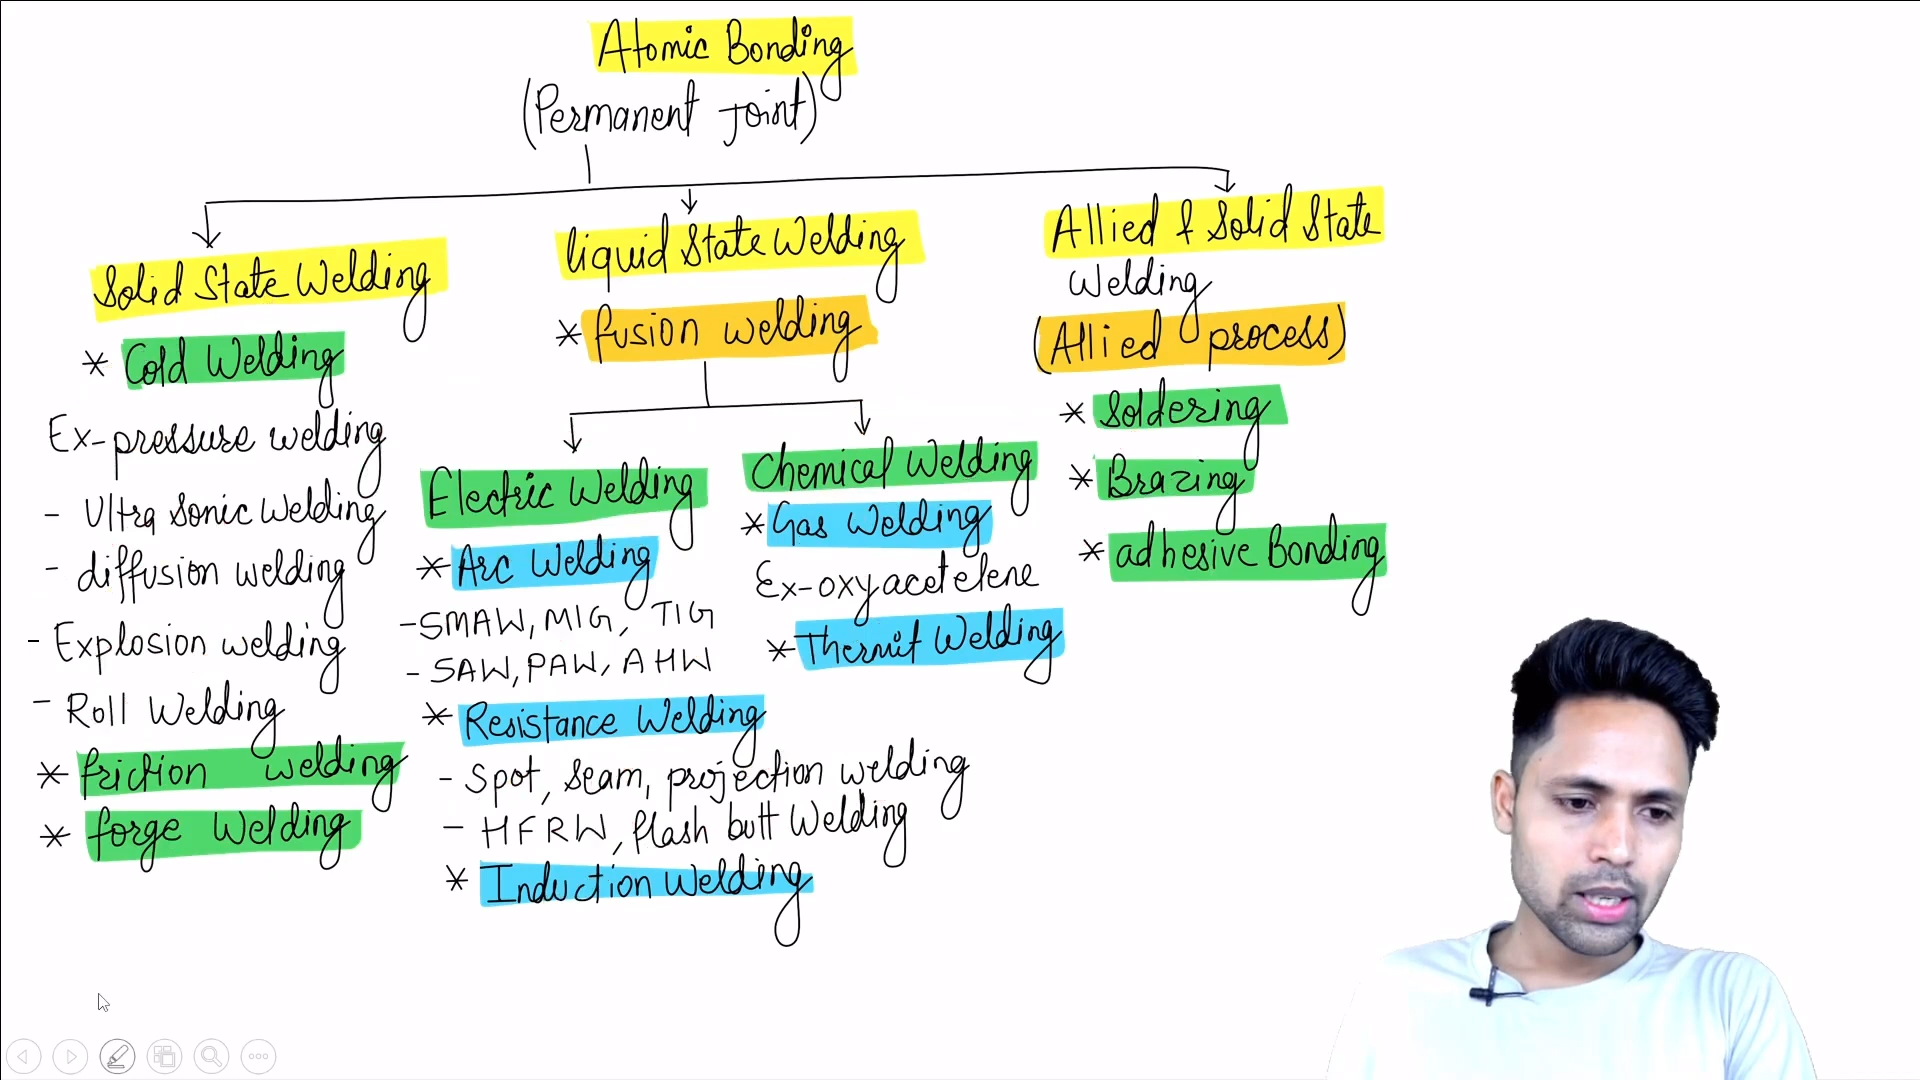 Atomic Bonding
(Permanent Joint)
Solid State Welding
* Cold Welding
Ex-pressure welding
- Ultra Sonic Welding
- diffusion welding
- Explosion welding
- Roll Welding
* friction welding
* forge Welding
liquid State Welding
* fusion welding
Electric Welding
* Arc Welding
- SMAW, MIG, TIG
- SAW, PAW, AHW
* Resistance Welding
- Spot, Seam, projection welding
- HFRW, flash butt Welding
* Induction Welding
Chemical Welding
* Gas Welding
Ex-oxyacetelene
* Thermit Welding
Allied & Solid State
Welding
(Allied process)
* Soldering
* Brazing
* adhesive Bonding